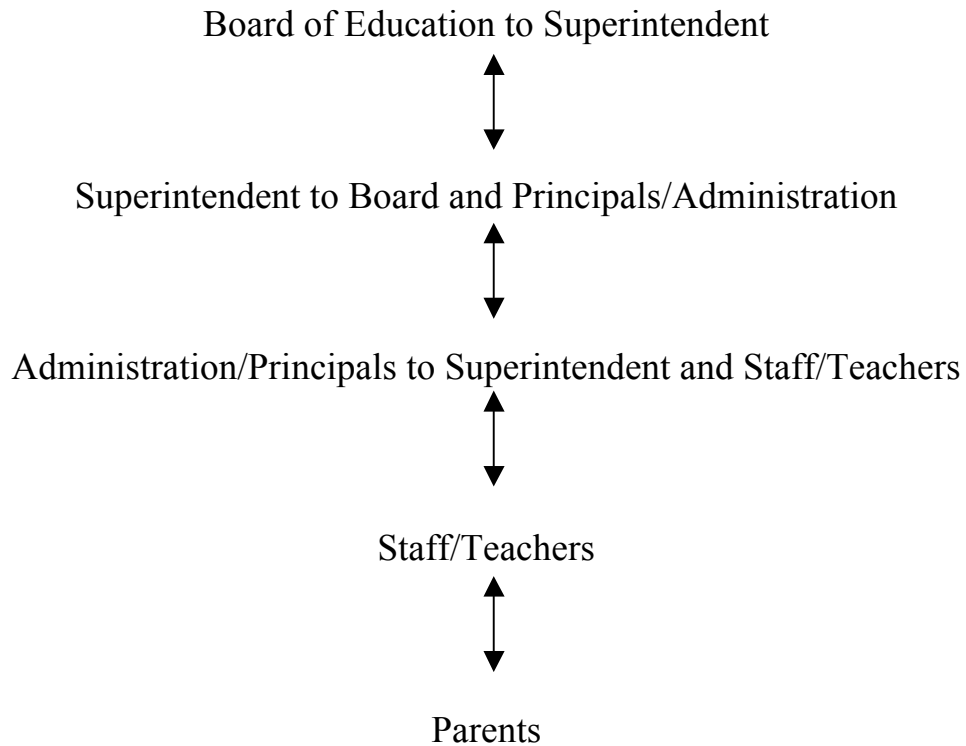 Board of Education to Superintendent
Superintendent to Board and Principals/Administration
Administration/Principals to Superintendent and Staff/Teachers
Staff/Teachers
Parents